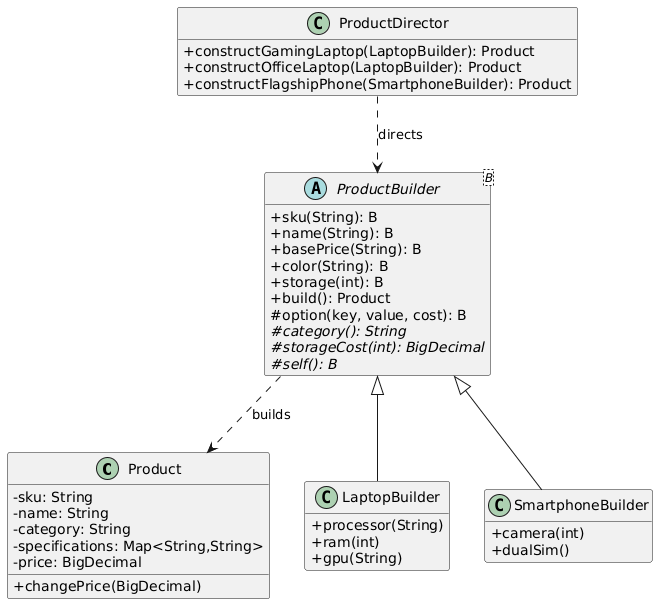 C ProductDirector
+constructGamingLaptop(LaptopBuilder): Product
+constructOfficeLaptop(LaptopBuilder): Product
+constructFlagshipPhone(SmartphoneBuilder): Product
directs
A ProductBuilder B
+sku(String): B
+name(String): B
+basePrice(String): B
+color(String): B
+storage(int): B
+build(): Product
#option(key, value, cost): B
#category(): String
#storageCost(int): BigDecimal
#self(): B
builds
C Product
-sku: String
-name: String
-category: String
-specifications: Map<String,String>
-price: BigDecimal
+changePrice(BigDecimal)
C LaptopBuilder
+processor(String)
+ram(int)
+gpu(String)
C SmartphoneBuilder
+camera(int)
+dualSim()